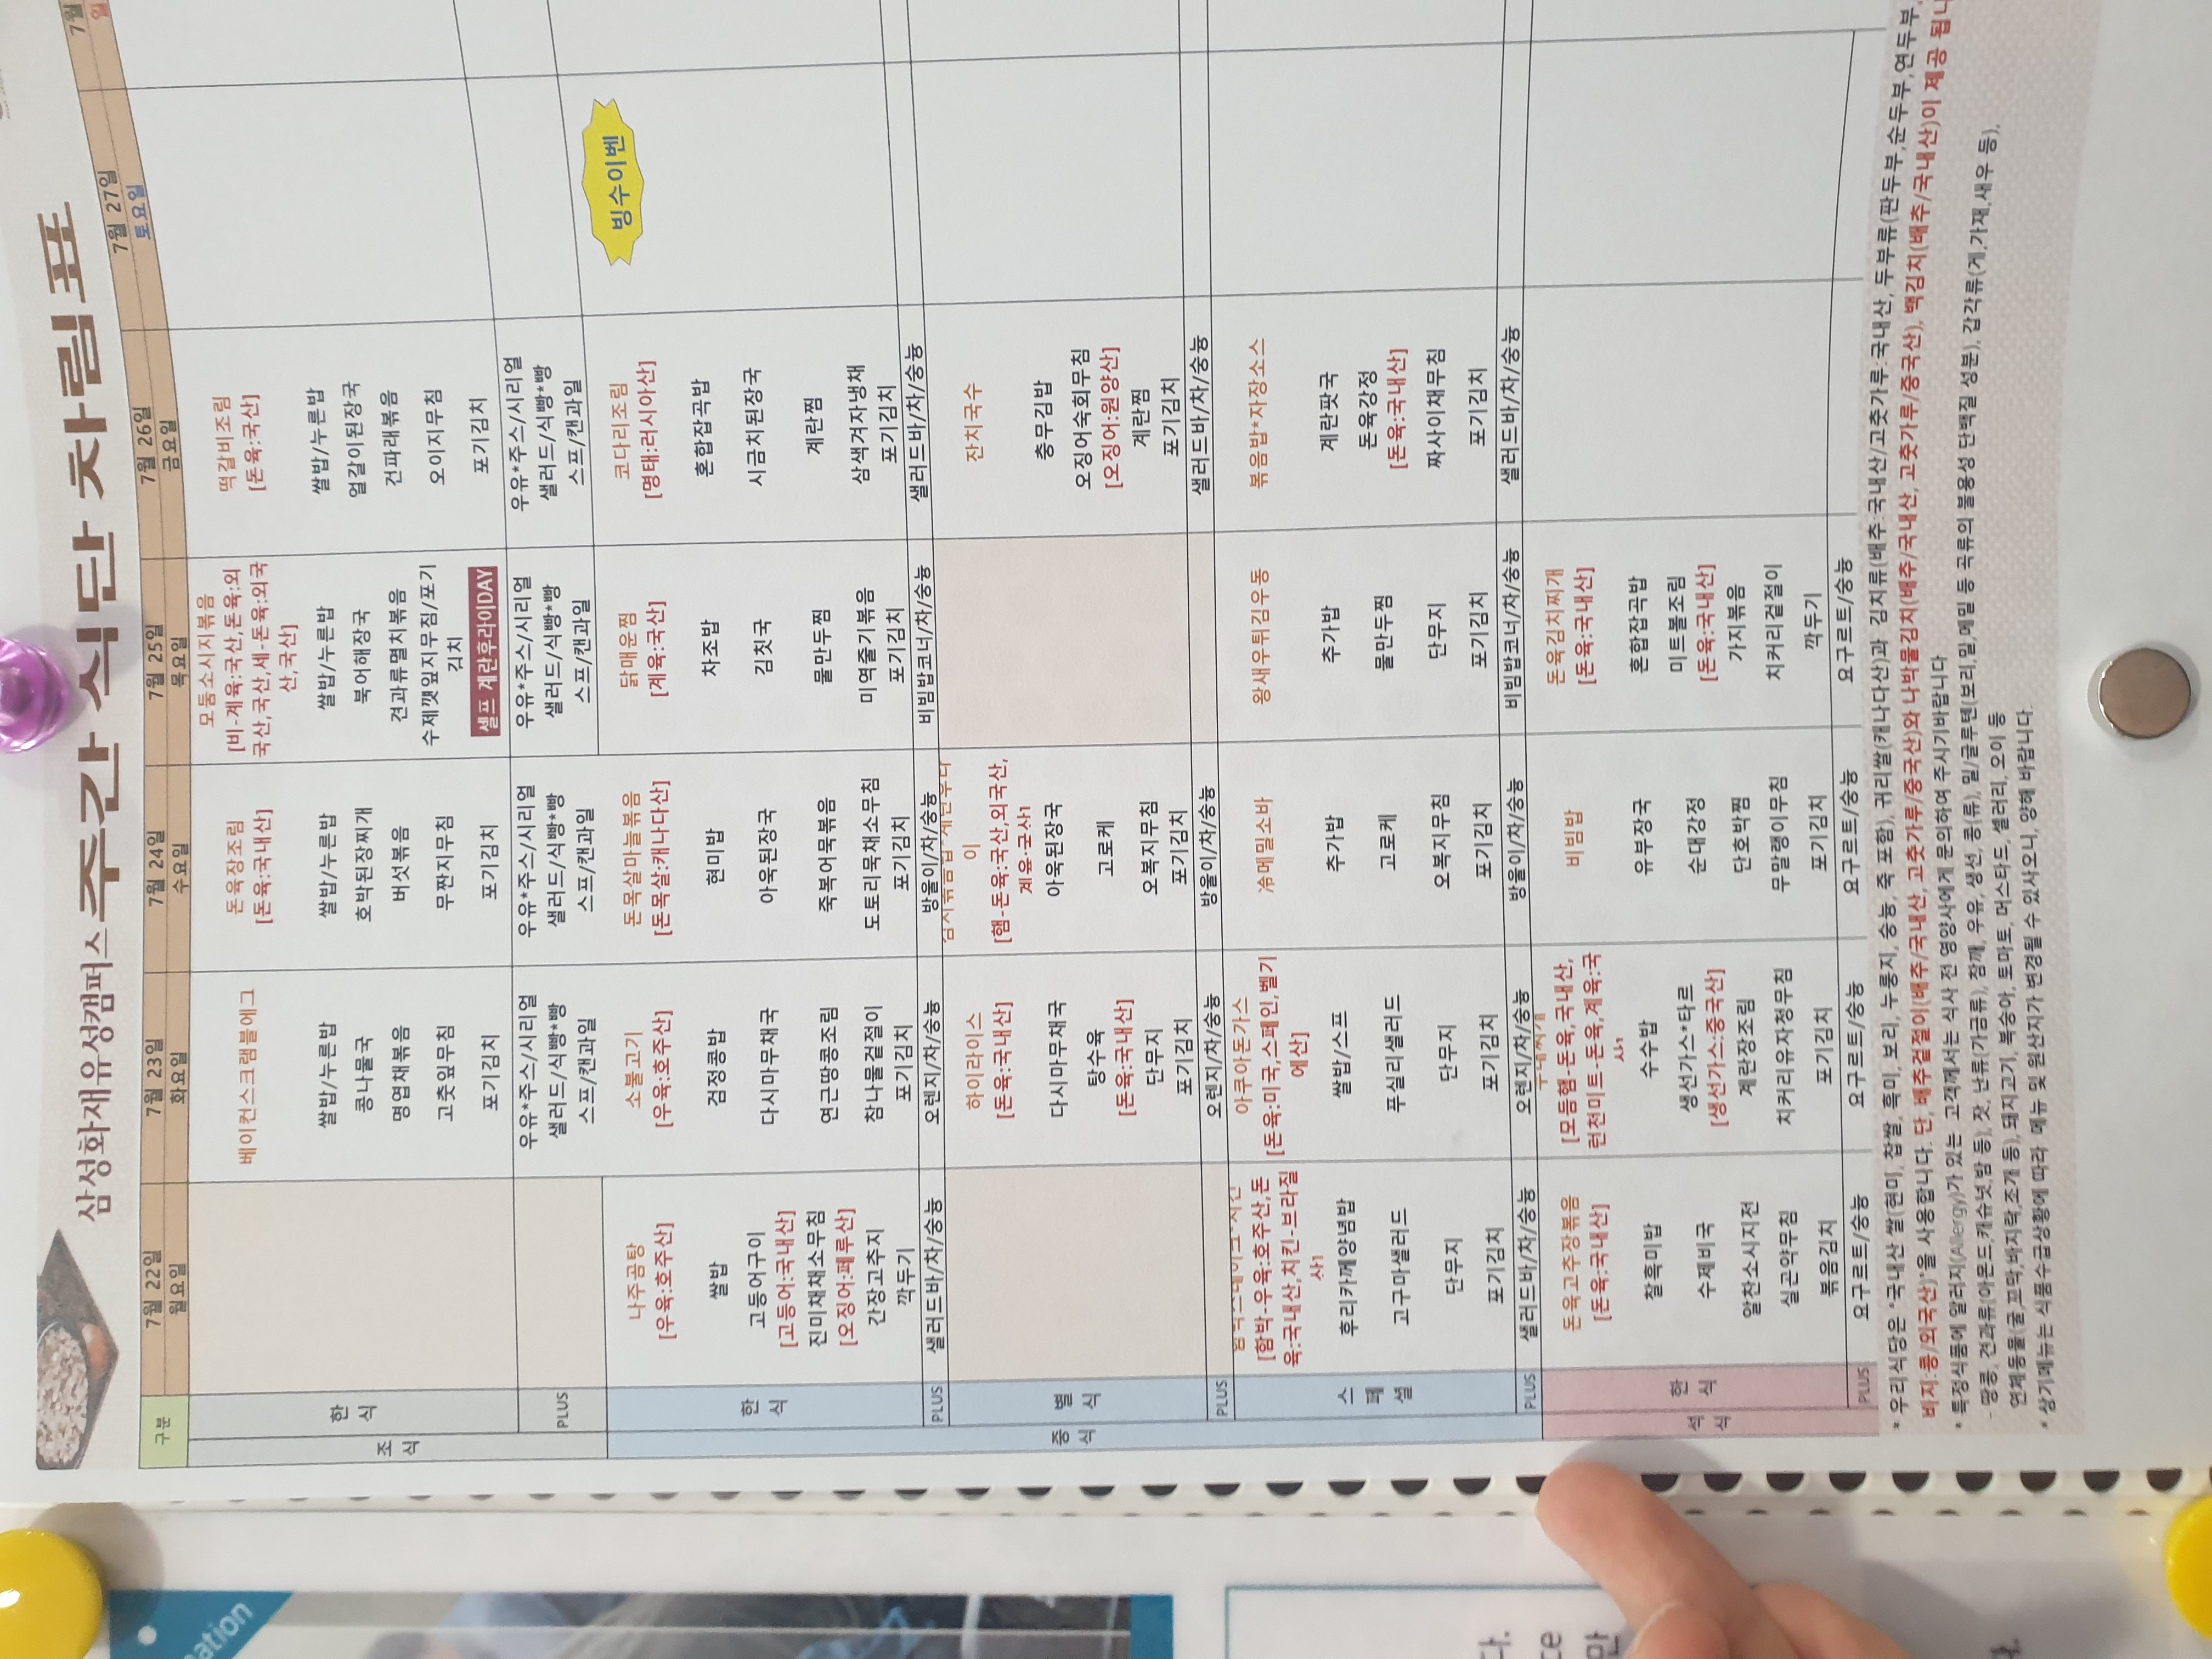 ation
삼성화재유성캠퍼스 주간 식단 차림표
구분
7월 22일
월요일
7월 23일
화요일
7월 24일
수요일
7월 25일
목요일
7월 26일
금요일
7월 27일
토요일
7월
일
조식
한식
베이컨스크램블에그
쌀밥/누른밥
콩나물국
명엽채볶음
고춧잎무침
포기김치
돈육장조림
[돈육:국내산]
쌀밥/누른밥
호박된장찌개
버섯볶음
무짠지무침
포기김치
모둠소시지볶음
[비-계육:국산,돈육:외
국산,국산,세-돈육:외국
산,국산]
쌀밥/누른밥
북어해장국
견과류멸치볶음
수제깻잎지무침/포기
김치
셀프 계란후라이DAY
떡갈비조림
[돈육:국산]
쌀밥/누른밥
얼갈이된장국
건파래볶음
오이지무침
포기김치
PLUS
우유*주스/시리얼
샐러드/식빵*빵
스프/캔과일
우유*주스/시리얼
샐러드/식빵*빵
스프/캔과일
우유*주스/시리얼
샐러드/식빵*빵
스프/캔과일
우유*주스/시리얼
샐러드/식빵*빵
스프/캔과일
중식
한식
나주곰탕
[우육:호주산]
쌀밥
고등어구이
[고등어:국내산]
진미채채소무침
[오징어:페루산]
간장고추지
깍두기
소불고기
[우육:호주산]
검정콩밥
다시마무채국
연근땅콩조림
참나물겉절이
포기김치
돈목살마늘볶음
[돈목살:캐나다산]
현미밥
아욱된장국
죽복어묵볶음
도토리묵채소무침
포기김치
닭매운찜
[계육:국산]
차조밥
김칫국
물만두찜
미역줄기볶음
포기김치
코다리조림
[명태:러시아산]
혼합잡곡밥
시금치된장국
계란찜
삼색겨자냉채
포기김치
빙수이벤
PLUS
샐러드바/차/숭늉
오렌지/차/숭늉
방울이/차/숭늉
비빔밥코너/차/숭늉
샐러드바/차/숭늉
별식
하이라이스
[돈육:국내산]
다시마무채국
탕수육
[돈육:국내산]
단무지
포기김치
김치볶음밥*계란후라
이
[햄-돈육:국산,외국산,
계육:국산]
아욱된장국
고로케
오복지무침
포기김치
잔치국수
충무김밥
오징어숙회무침
[오징어:원양산]
계란찜
포기김치
PLUS
오렌지/차/숭늉
방울이/차/숭늉
샐러드바/차/숭늉
스페셜
함박스테이크*치킨
[함박-우육:호주산,돈
육:국내산,치킨-브라질
산]
후리카께양념밥
고구마샐러드
단무지
포기김치
아쿠아돈가스
[돈육:미국,스페인,벨기
에산]
쌀밥/스프
푸실리샐러드
단무지
포기김치
冷메밀소바
추가밥
고로케
오복지무침
포기김치
왕새우튀김우동
추가밥
물만두찜
단무지
포기김치
볶음밥*자장소스
계란팟국
돈육강정
[돈육:국내산]
짜사이채무침
포기김치
PLUS
샐러드바/차/숭늉
오렌지/차/숭늉
방울이/차/숭늉
비빔밥코너/차/숭늉
샐러드바/차/숭늉
석식
한식
돈육고추장볶음
[돈육:국내산]
찰흑미밥
수제비국
알찬소시지전
실곤약무침
볶음김치
부대찌개
[모듬햄-돈육,국내산,
런천미트-돈육,계육:국
산]
수수밥
생선가스*타르
[생선가스:중국산]
계란장조림
치커리유자청무침
포기김치
비빔밥
유부장국
순대강정
단호박찜
무말랭이무침
포기김치
돈육김치찌개
[돈육:국내산]
혼합잡곡밥
미트볼조림
[돈육:국내산]
가지볶음
치커리겉절이
깍두기
PLUS
요구르트/숭늉
요구르트/숭늉
요구르트/숭늉
요구르트/숭늉
* 우리식당은 "국내산 쌀(현미, 찹쌀, 흑미, 보리, 누룽지, 숭늉, 죽 포함), 귀리쌀(캐나다산)과 김치류(배추:국내산/고춧가루:국내산, 두부류(판두부,순두부,연두부,
비지:콩/외국산)"을 사용합니다. 단, 배추겉절이(배추/국내산, 고춧가루/중국산)와 나박물김치(배추/국내산, 고춧가루/중국산), 백김치(배추/국내산)이 제공 됩니
* 특정식품에 알러지(Allergy)가 있는 고객께서는 식사 전 영양사에게 문의하여 주시기바랍니다
- 땅콩, 견과류(아몬드,캐슈넛,밤 등), 잣, 난류(가금류), 참깨, 우유, 생선, 콩(류), 밀/글루텐(보리,밀,메밀 등 곡류의 불용성 단백질 성분), 갑각류(게,가재,새우 등),
연체동물(굴,꼬막,바지락,조개 등), 돼지고기, 복숭아, 토마토, 머스타드, 셀러리, 오이 등
* 상기메뉴는 식품수급상황에 따라 메뉴 및 원산지가 변경될 수 있사오니, 양해 바랍니다.
다.
ce
만